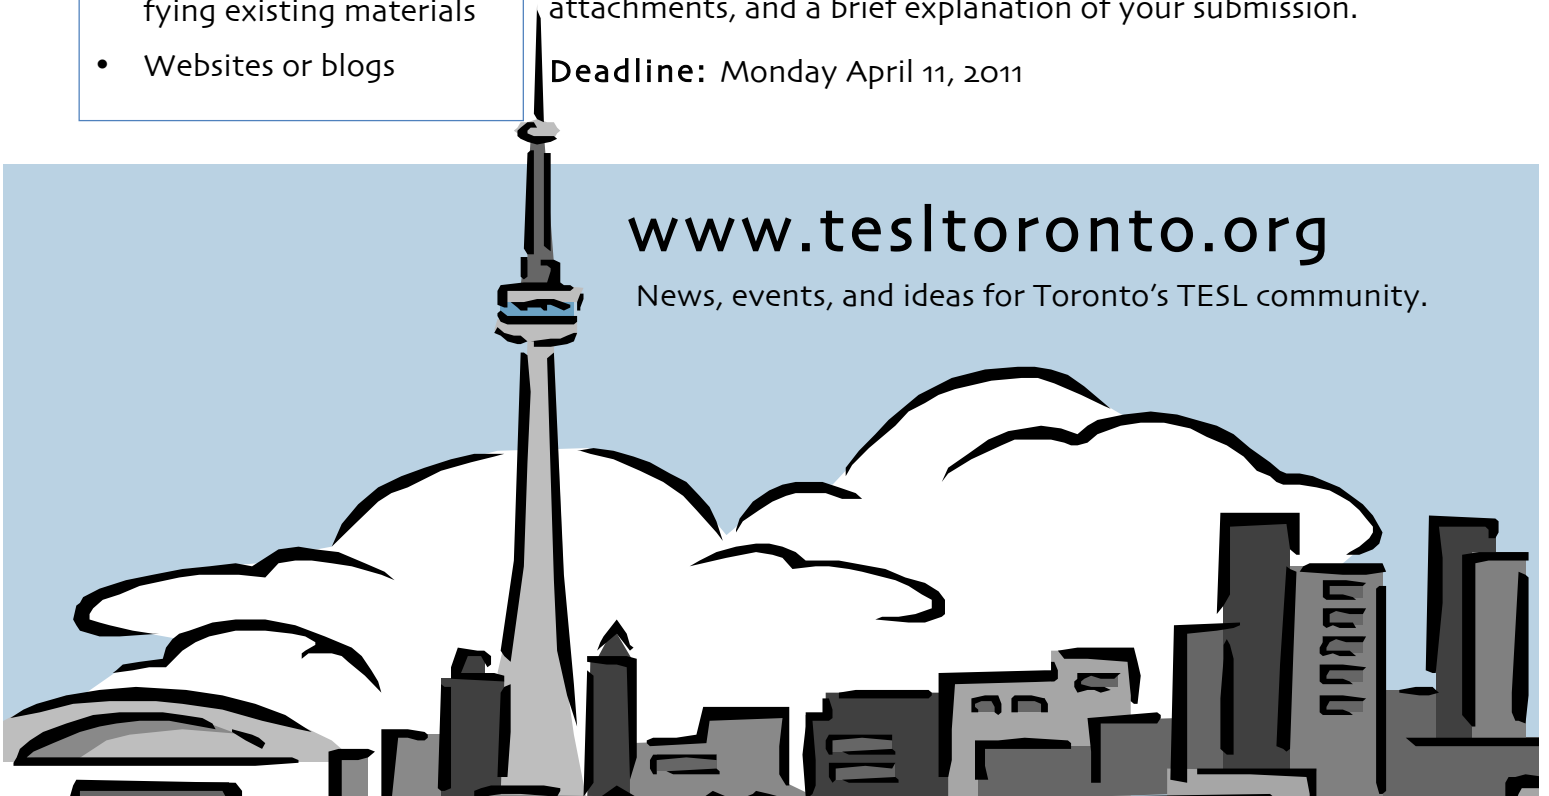 fying existing materials
• Websites or blogs
attachments, and a brief explanation of your submission.
Deadline: Monday April 11, 2011
www.tesltoronto.org
News, events, and ideas for Toronto’s TESL community.